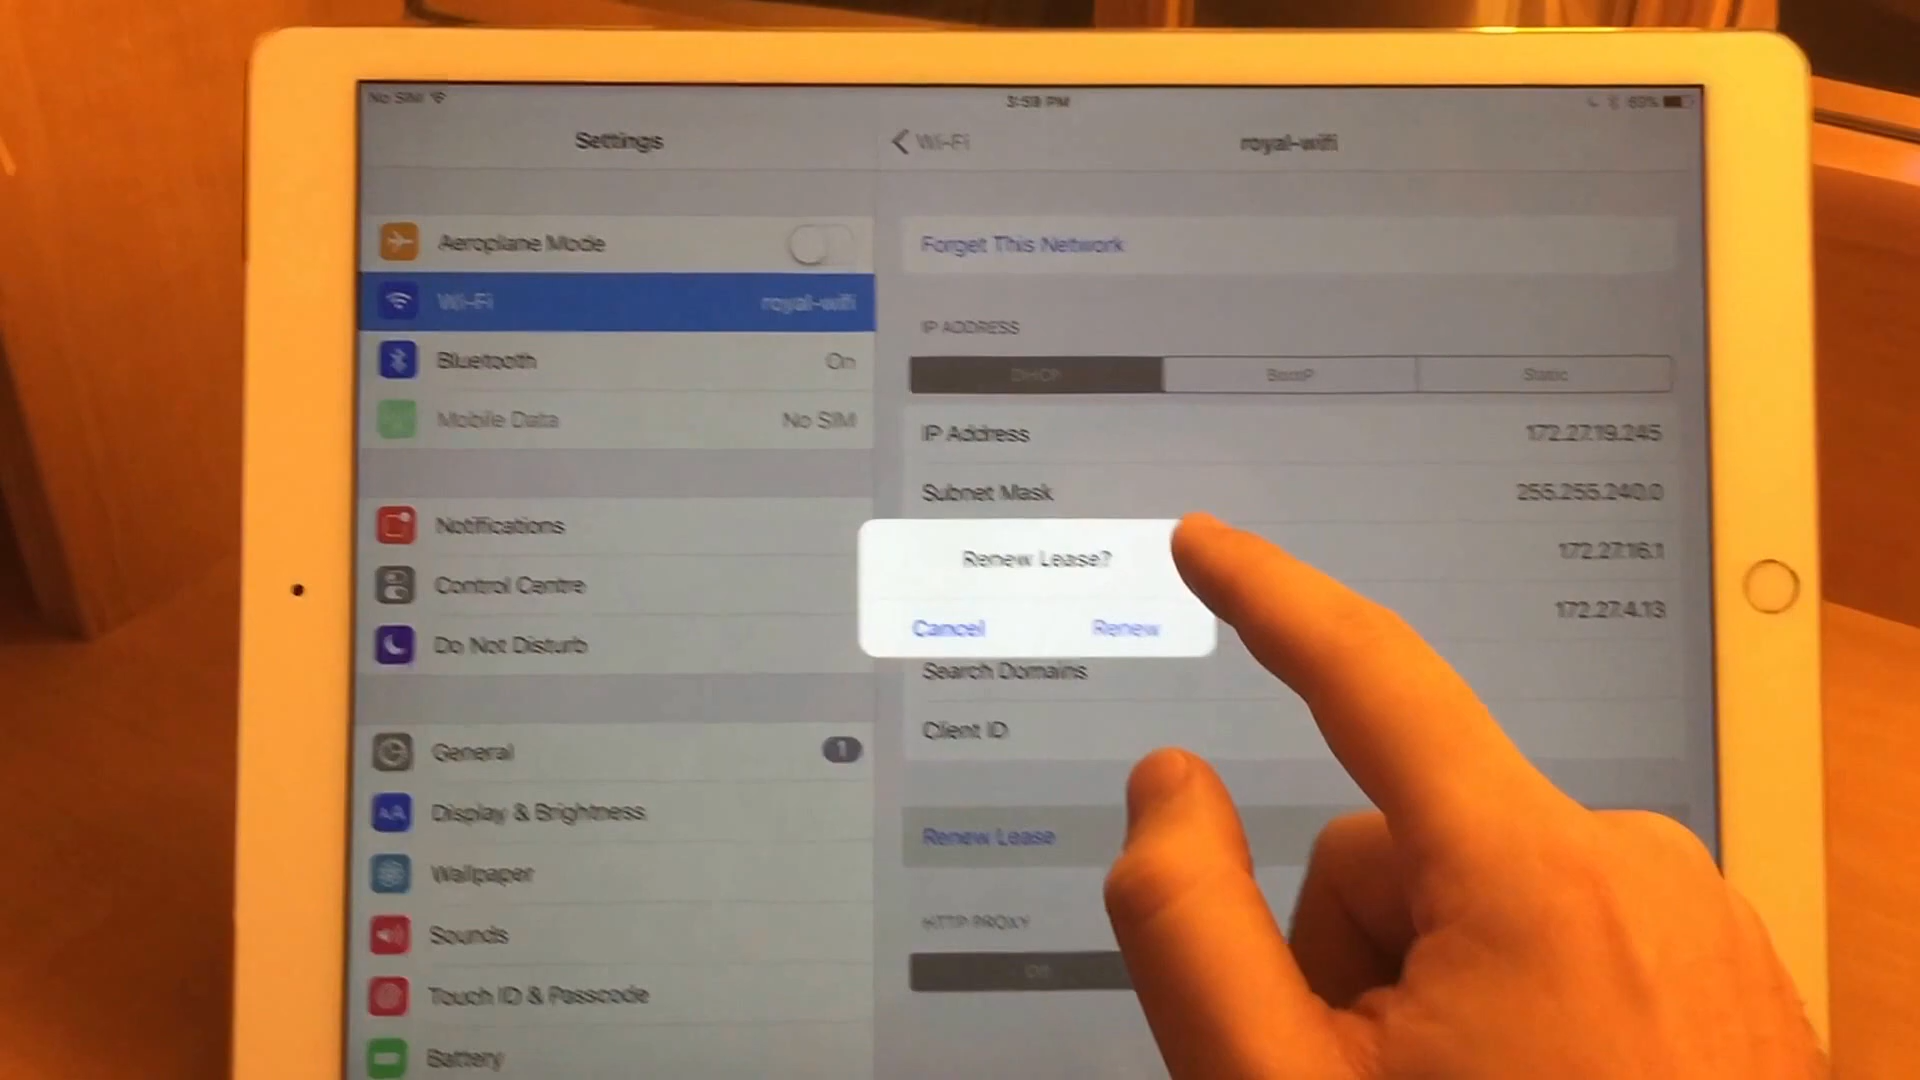 No SIM
3:59 PM
69%
Settings
Wi-Fi
royal-wifi
Aeroplane Mode
Wi-Fi
royal-wifi
Bluetooth
On
Mobile Data
No SIM
Notifications
Control Centre
Do Not Disturb
General
1
Display & Brightness
AA
Wallpaper
Sounds
Touch ID & Passcode
Battery
Forget This Network
IP ADDRESS
DHCP
BootP
Static
IP Address
172.27.19.245
Subnet Mask
255.255.240.0
172.27.16.1
172.27.4.13
Renew Lease?
Cancel
Renew
Search Domains
Client ID
Renew Lease
HTTP PROXY
Off